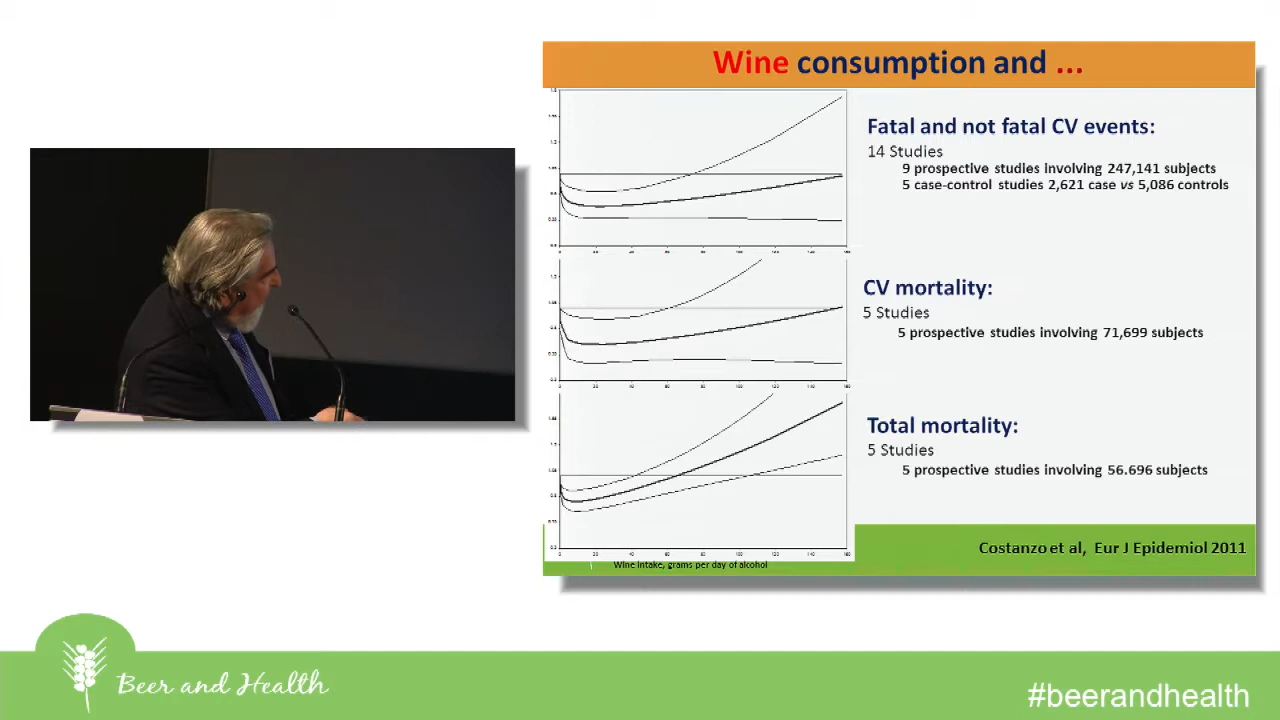 Wine consumption and ...
Fatal and not fatal CV events:
14 Studies
9 prospective studies involving 247,141 subjects
5 case-control studies 2,621 case vs 5,086 controls
CV mortality:
5 Studies
5 prospective studies involving 71,699 subjects
Total mortality:
5 Studies
5 prospective studies involving 56.696 subjects
Costanzo et al, Eur J Epidemiol 2011
Wine intake, grams per day of alcohol
Beer and Health
#beerandhealth